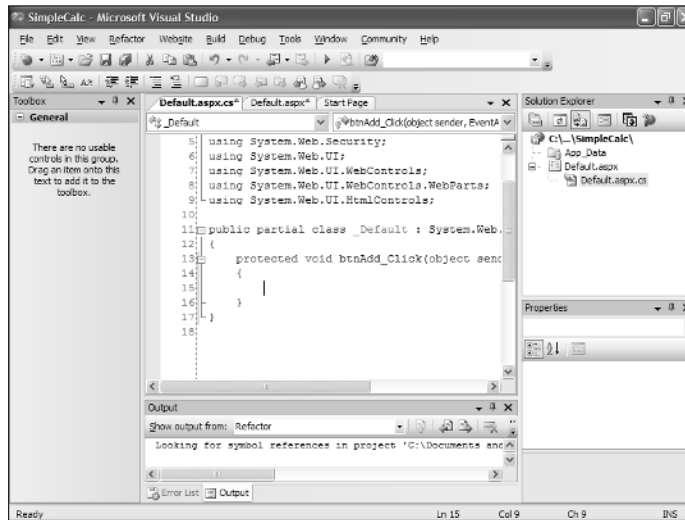 SimpleCalc - Microsoft Visual Studio
File Edit View Refactor Website Build Debug Tools Window Community Help
Toolbox
General
There are no usable
controls in this group.
Drag an item onto this
text to add it to the
toolbox.
Default.aspx.cs* Default.aspx* Start Page
_Default
btnAdd_Click(object sender, EventA
5 using System.Web.Security;
6 using System.Web.UI;
7 using System.Web.UI.WebControls;
8 using System.Web.UI.WebControls.WebParts;
9 using System.Web.UI.HtmlControls;
10
11 public partial class _Default : System.Web.
12 {
13 protected void btnAdd_Click(object send
14 {
15
16 }
17 }
18
Output
Show output from: Refactor
Looking for symbol references in project 'C:\Documents and
Error List Output
Solution Explorer
C:\...\SimpleCalc\
App_Data
Default.aspx
Default.aspx.cs
Properties
Ready Ln 15 Col 9 Ch 9 INS